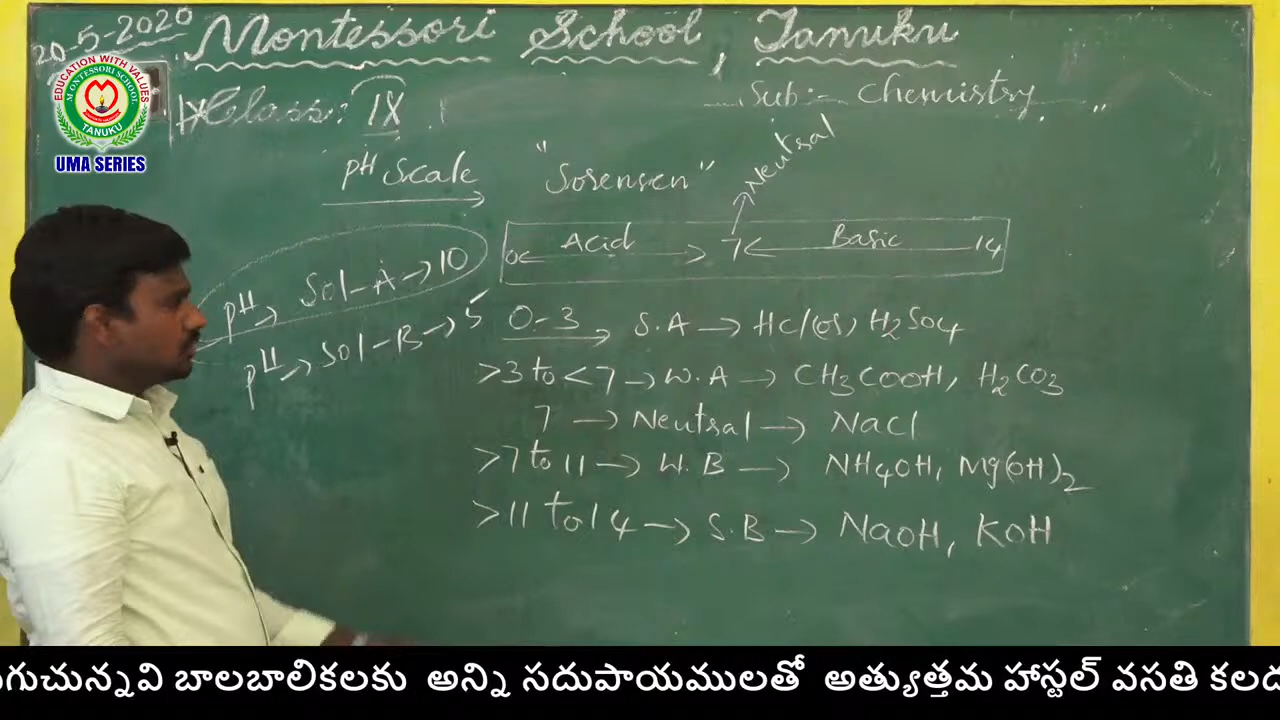 20-5-2020 Montessori School, Tanuku
EDUCATION WITH VALUES
MONTESSORI SCHOOL
TANUKU
UMA SERIES
Class: IX
Sub:- Chemistry
pH Scale "Sorensen"
Neutral
0 Acid 7 Basic 14
pH → Sol-A → 10
pH → Sol-B → 5
0-3 → S.A → HCl(or) H2SO4
>3 to <7 → W.A → CH3COOH, H2CO3
7 → Neutral → NaCl
>7 to 11 → W.B → NH4OH, Mg(OH)2
>11 to 14 → S.B → NaOH, KOH
బాలబాలికలకు అన్ని సదుపాయములతో అత్యుత్తమ హాస్టల్ వసతి